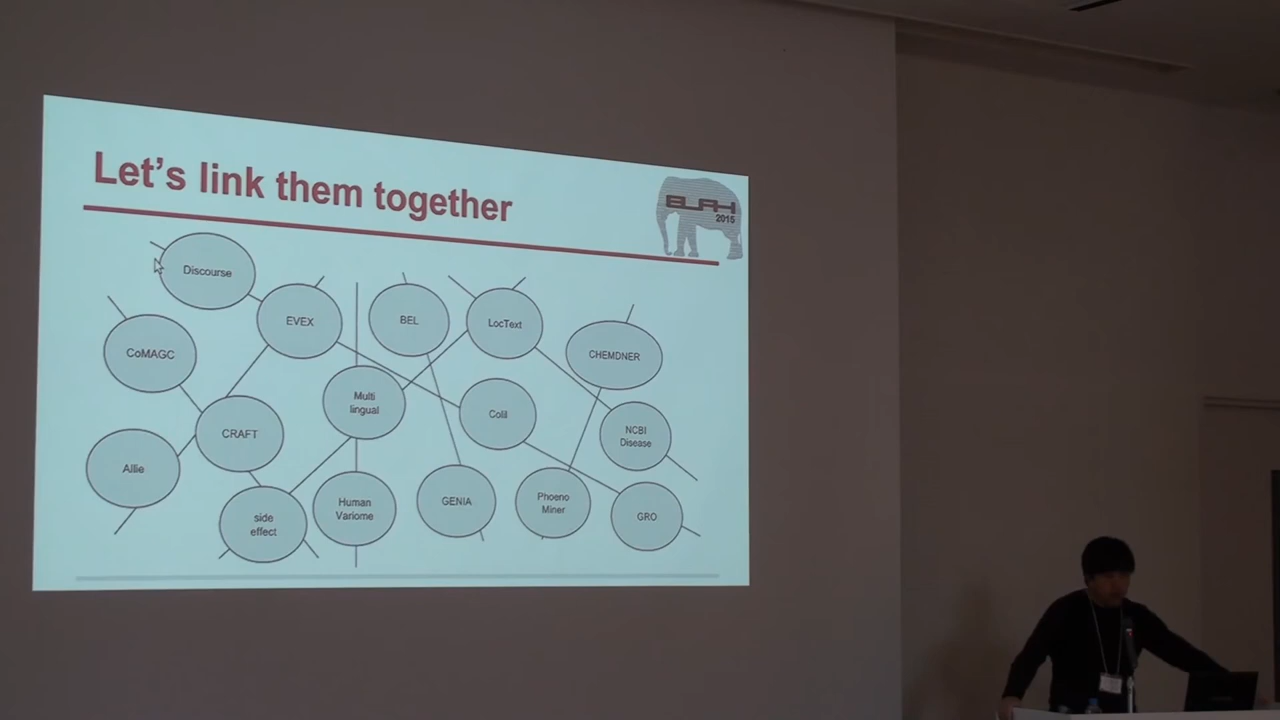 Let's link them together
BLAH
2015
Discourse
EVEX
BEL
LocText
CHEMDNER
CoMAGC
Multi
lingual
Colil
NCBI
Disease
CRAFT
Allie
side
effect
Human
Variome
GENIA
Phoeno
Miner
GRO